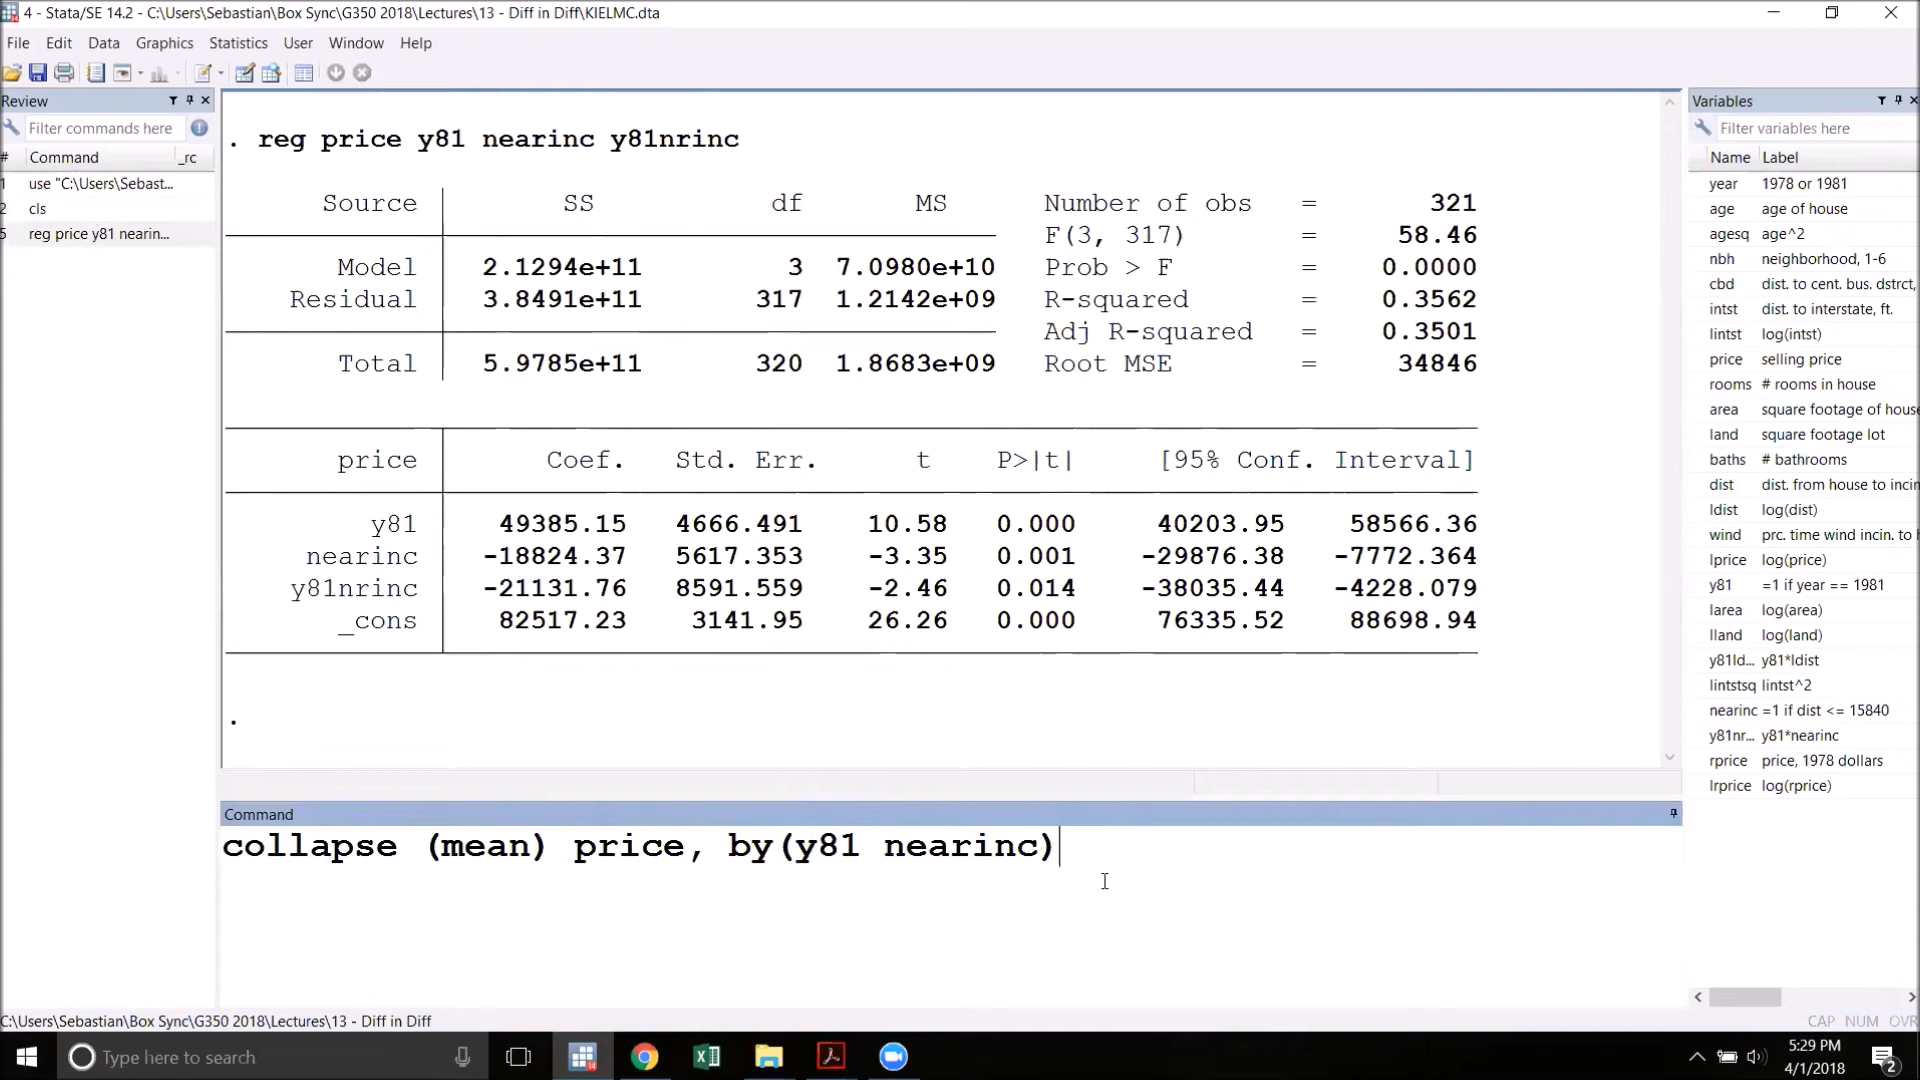 4 - Stata/SE 14.2 - C:\Users\Sebastian\Box Sync\G350 2018\Lectures\13 - Diff in Diff\KIELMC.dta
File Edit Data Graphics Statistics User Window Help
Review
Filter commands here
# Command _rc
1 use "C:\Users\Sebast...
2 cls
5 reg price y81 nearin...
. reg price y81 nearinc y81nrinc
Source SS df MS Number of obs = 321
F(3, 317) = 58.46
Model 2.1294e+11 3 7.0980e+10 Prob > F = 0.0000
Residual 3.8491e+11 317 1.2142e+09 R-squared = 0.3562
Adj R-squared = 0.3501
Total 5.9785e+11 320 1.8683e+09 Root MSE = 34846
price Coef. Std. Err. t P>|t| [95% Conf. Interval]
y81 49385.15 4666.491 10.58 0.000 40203.95 58566.36
nearinc -18824.37 5617.353 -3.35 0.001 -29876.38 -7772.364
y81nrinc -21131.76 8591.559 -2.46 0.014 -38035.44 -4228.079
_cons 82517.23 3141.95 26.26 0.000 76335.52 88698.94
.
Command
collapse (mean) price, by(y81 nearinc)
Variables
Filter variables here
Name Label
year 1978 or 1981
age age of house
agesq age^2
nbh neighborhood, 1-6
cbd dist. to cent. bus. dstrct,
intst dist. to interstate, ft.
lintst log(intst)
price selling price
rooms # rooms in house
area square footage of house
land square footage lot
baths # bathrooms
dist dist. from house to incin
ldist log(dist)
wind prc. time wind incin. to h
lprice log(price)
y81 =1 if year == 1981
larea log(area)
lland log(land)
y81ld... y81*ldist
lintstsq lintst^2
nearinc =1 if dist <= 15840
y81nr... y81*nearinc
rprice price, 1978 dollars
lrprice log(rprice)
C:\Users\Sebastian\Box Sync\G350 2018\Lectures\13 - Diff in Diff
CAP NUM OVR
Type here to search
5:29 PM
4/1/2018
2